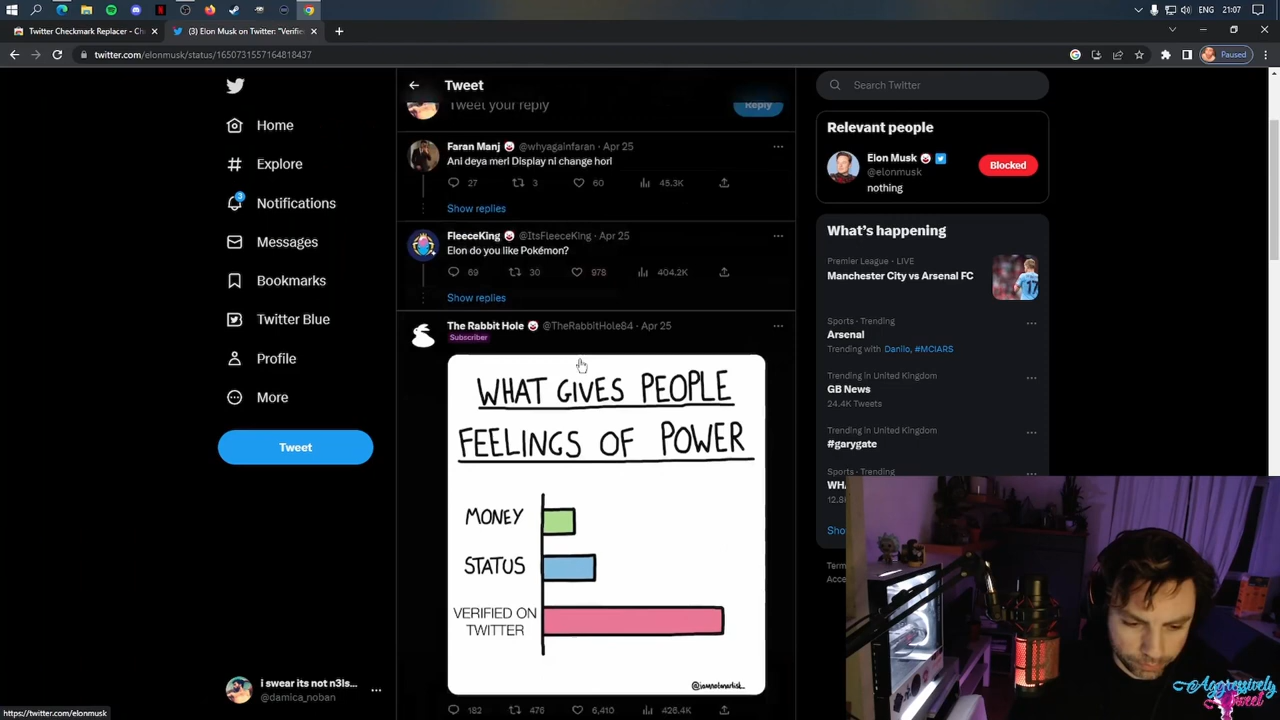 ENG
21:07
Twitter Checkmark Replacer - Ch
(3) Elon Musk on Twitter: "Verifie
twitter.com/elonmusk/status/1650731557164818437
Paused
Home
Explore
3
Notifications
Messages
Bookmarks
Twitter Blue
Profile
More
Tweet
i swear its not n3ls...
@damica_noban
https://twitter.com/elonmusk
Tweet
Tweet your reply
Reply
Faran Manj @whyagainfaran · Apr 25
Ani deya meri Display ni change hori
27 3 60 45.3K
Show replies
FleeceKing @ItsFleeceKing · Apr 25
Elon do you like Pokémon?
69 30 978 404.2K
Show replies
The Rabbit Hole @TheRabbitHole84 · Apr 25
Subscriber
WHAT GIVES PEOPLE
FEELINGS OF POWER
MONEY
STATUS
VERIFIED ON
TWITTER
@iamnotanartist_
182 476 6,410 426.4K
Search Twitter
Relevant people
Elon Musk
@elonmusk
nothing
Blocked
What's happening
Premier League · LIVE
Manchester City vs Arsenal FC
17
Sports · Trending
Arsenal
Trending with Danilo, #MCIARS
Trending in United Kingdom
GB News
24.4K Tweets
Trending in United Kingdom
#garygate
Sports · Trending
Aggressively
Tweet